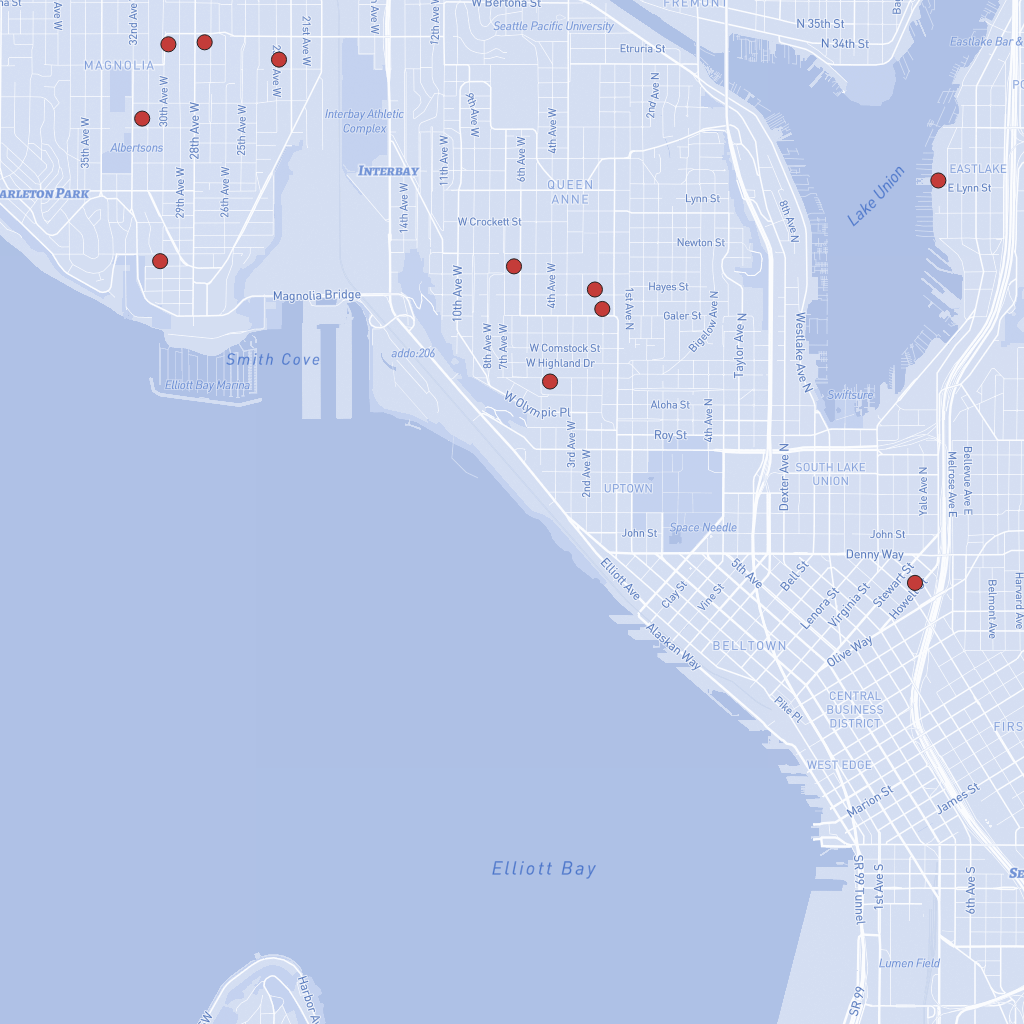 W Bertona St
Seattle Pacific University
FREMONT
N 35th St
N 34th St
Eastlake Bar &
32nd Ave
21st Ave W
12th Ave W
Etruria St
MAGNOLIA
Ave W
2nd Ave N
9th Ave W
30th Ave W
Interbay Athletic
Complex
35th Ave W
28th Ave W
25th Ave W
11th Ave W
6th Ave W
4th Ave W
Albertsons
INTERBAY
QUEEN
ANNE
EASTLAKE
E Lynn St
ARLETON PARK
29th Ave W
26th Ave W
14th Ave W
Lynn St
8th Ave N
Lake Union
W Crockett St
Newton St
10th Ave W
4th Ave W
Hayes St
1st Ave N
Magnolia Bridge
Galer St
Bigelow Ave N
Taylor Ave N
Westlake Ave N
8th Ave W
7th Ave W
W Comstock St
W Highland Dr
addo:206
Smith Cove
Elliott Bay Marina
W Olympic Pl
Aloha St
4th Ave N
Swiftsure
3rd Ave W
Roy St
2nd Ave W
Dexter Ave N
SOUTH LAKE
UNION
Yale Ave N
Melrose Ave E
Bellevue Ave E
UPTOWN
John St
Space Needle
John St
Denny Way
Elliott Ave
5th Ave
Bell St
Clay St
Vine St
Lenora St
Virginia St
Stewart St
Howell St
Belmont Ave
Harvard Ave
Alaskan Way
BELLTOWN
Olive Way
Pike Pl
CENTRAL
BUSINESS
DISTRICT
FIRS
WEST EDGE
Marion St
James St
Elliott Bay
SR 99 Tunnel
1st Ave S
6th Ave S
SE
Lumen Field
SR 99
Harbor A